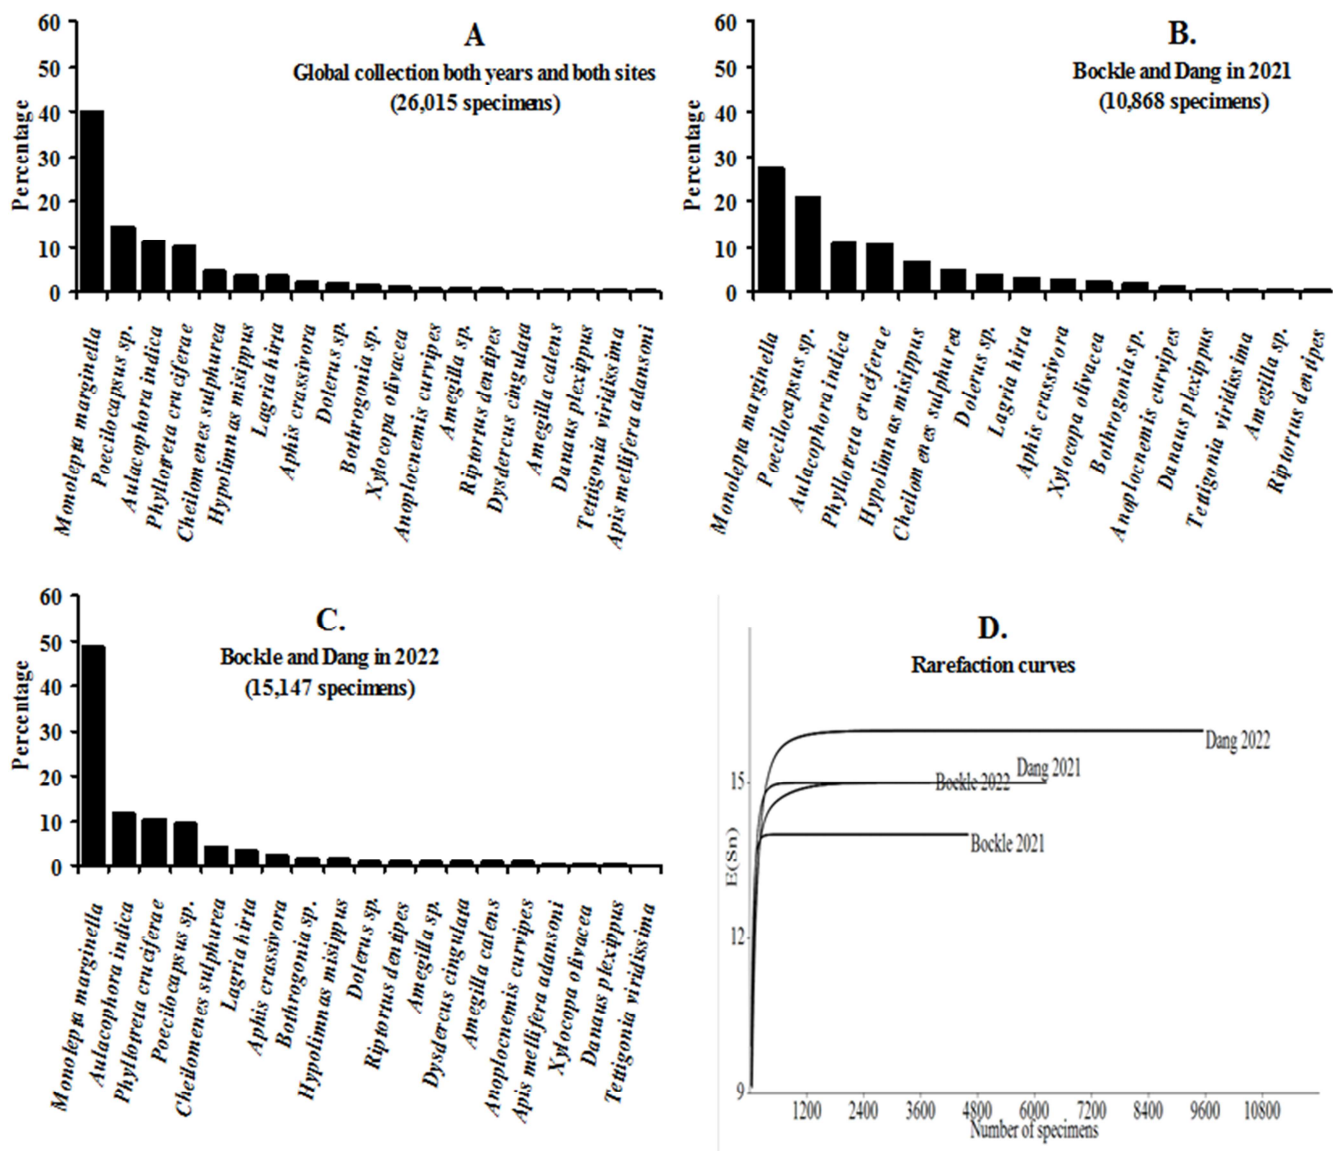 A
Global collection both years and both sites
(26,015 specimens)
Percentage
60
50
40
30
20
10
0
Monolepta marginella
Poecilocapsus sp.
Aulacophora indica
Phyllotreta cruciferae
Cheilomenes sulphurea
Hypolimnas misippus
Lagria hirta
Aphis crassivora
Dolerus sp.
Bothrogonia sp.
Xylocopa olivacea
Anoplocnemis curvipes
Amegilla sp.
Riptortus dentipes
Dysdercus cingulata
Amegilla calens
Danaus plexippus
Tettigonia viridissima
Apis mellifera adansoni
B.
Bockle and Dang in 2021
(10,868 specimens)
Percentage
60
50
40
30
20
10
0
Monolepta marginella
Poecilocapsus sp.
Aulacophora indica
Phyllotreta cruciferae
Hypolimnas misippus
Cheilomenes sulphurea
Dolerus sp.
Lagria hirta
Aphis crassivora
Xylocopa olivacea
Bothrogonia sp.
Anoplocnemis curvipes
Danaus plexippus
Tettigonia viridissima
Amegilla sp.
Riptortus dentipes
C.
Bockle and Dang in 2022
(15,147 specimens)
Percentage
60
50
40
30
20
10
0
Monolepta marginella
Aulacophora indica
Phyllopreta cruciferae
Poecilocapsus sp.
Cheilomenes sulphurea
Lagria hirta
Aphis crassivora
Bothrogonia sp.
Hypolimnas misippus
Dolerus sp.
Riptortus dentipes
Amegilla sp.
Dysdercus cingulata
Amegilla calens
Anoplocnemis curvipes
Apis mellifera adansoni
Xylocopa olivacea
Danaus plexippus
Tettigonia viridissima
D.
Rarefaction curves
E(Sn)
15
12
9
Dang 2022
Dang 2021
Bockle 2022
Bockle 2021
1200 2400 3600 4800 6000 7200 8400 9600 10800
Number of specimens